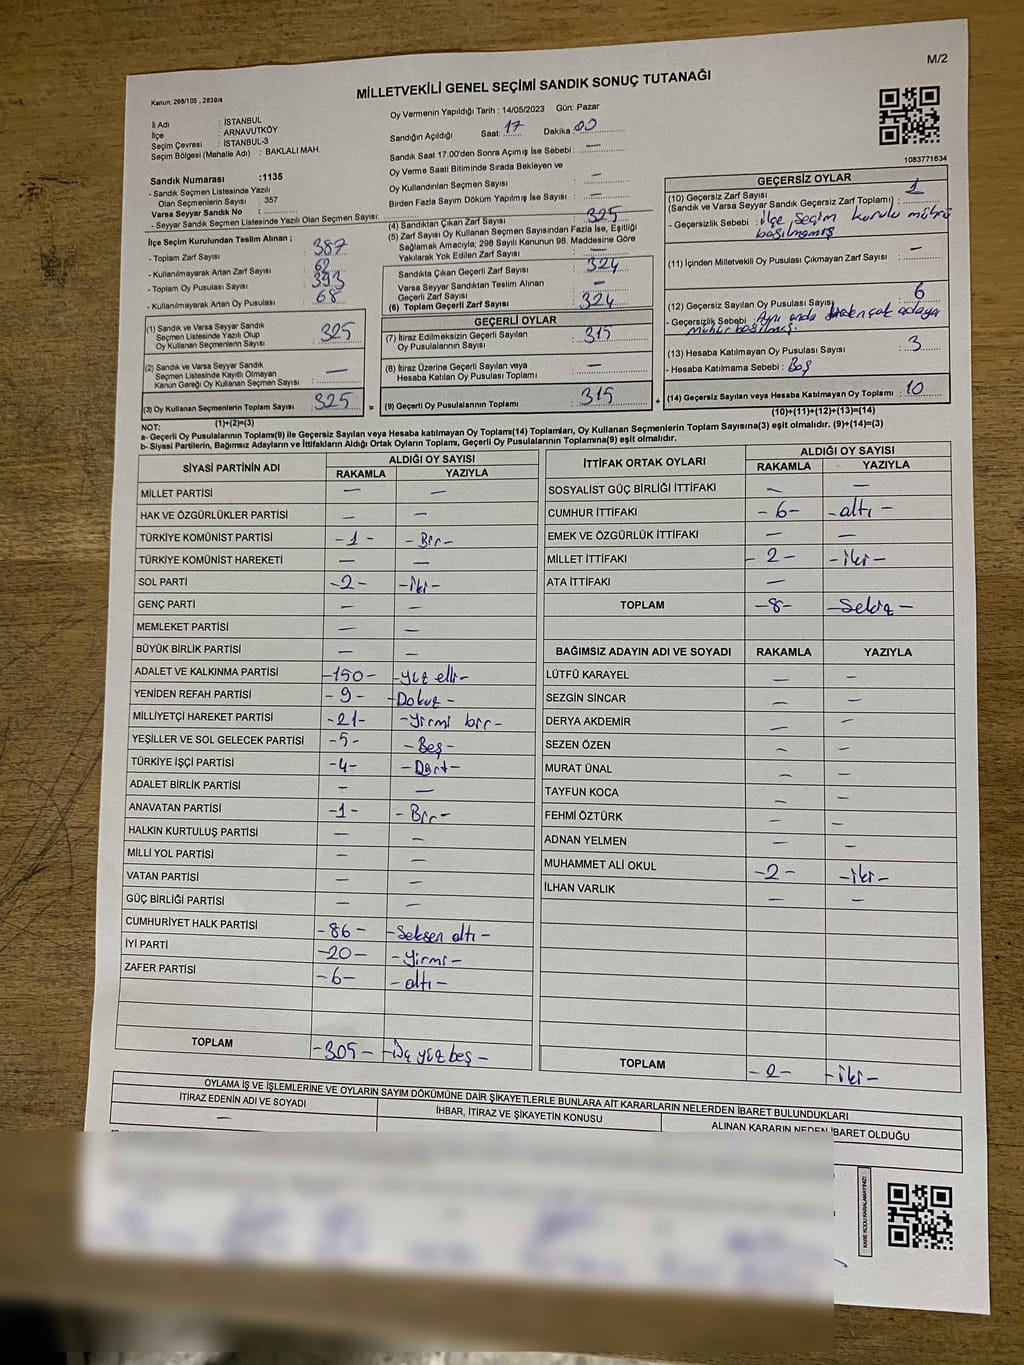 M/2
MİLLETVEKİLİ GENEL SEÇİMİ SANDIK SONUÇ TUTANAĞI
Kanun; 298/105 , 2839/4
İl Adı : İSTANBUL
İlçe : ARNAVUTKÖY
Seçim Çevresi : İSTANBUL-3
Seçim Bölgesi (Mahalle Adı) : BAKLALI MAH.
Sandık Numarası :1135
- Sandık Seçmen Listesinde Yazılı
Olan Seçmenlerin Sayısı : 357
Varsa Seyyar Sandık No :
- Seyyar Sandık Seçmen Listesinde Yazılı Olan Seçmen Sayısı:
Oy Vermenin Yapıldığı Tarih : 14/05/2023 Gün: Pazar
Sandığın Açıldığı Saat: 17 Dakika: 00
Sandık Saat 17:00'den Sonra Açımış İse Sebebi: —
Oy Verme Saati Bitiminde Sırada Bekleyen ve
Oy Kullandırılan Seçmen Sayısı —
Birden Fazla Sayım Döküm Yapılmış İse Sayısı : —
1083771634
İlçe Seçim Kurulundan Teslim Alınan ;
- Toplam Zarf Sayısı : 387
- Kullanılmayarak Artan Zarf Sayısı : 62
- Toplam Oy Pusulası Sayısı : 393
- Kullanılmayarak Artan Oy Pusulası : 68
(1) Sandık ve Varsa Seyyar Sandık
Seçmen Listesinde Yazılı Olup
Oy Kullanan Seçmenlerin Sayısı : 325
(2) Sandık ve Varsa Seyyar Sandık
Seçmen Listesinde Kayıtlı Olmayan
Kanun Gereği Oy Kullanan Seçmen Sayısı : —
(3) Oy Kullanan Seçmenlerin Toplam Sayısı : 325
(1)+(2)=(3)
(4) Sandıktan Çıkan Zarf Sayısı : 325
(5) Zarf Sayısı Oy Kullanan Seçmen Sayısından Fazla İse, Eşitliği
Sağlamak Amacıyla; 298 Sayılı Kanunun 98. Maddesine Göre
Yakılarak Yok Edilen Zarf Sayısı : —
Sandıkta Çıkan Geçerli Zarf Sayısı : 324
Varsa Seyyar Sandıktan Teslim Alınan
Geçerli Zarf Sayısı : —
(6) Toplam Geçerli Zarf Sayısı : 324
GEÇERLİ OYLAR
(7) İtiraz Edilmeksizin Geçerli Sayılan
Oy Pusulalarının Sayısı : 315
(8) İtiraz Üzerine Geçerli Sayılan veya
Hesaba Katılan Oy Pusulası Toplamı : —
= (9) Geçerli Oy Pusulalarının Toplamı : 315 +
GEÇERSİZ OYLAR
(10) Geçersiz Zarf Sayısı 1
(Sandık ve Varsa Seyyar Sandık Geçersiz Zarf Toplamı) :
- Geçersizlik Sebebi : ilçe seçim kurulu mührü
basılmamış
(11) İçinden Milletvekili Oy Pusulası Çıkmayan Zarf Sayısı : —
(12) Geçersiz Sayılan Oy Pusulası Sayısı : 6
- Geçersizlik Sebebi : Aynı anda birden çok adaya
mühür basılmış.
(13) Hesaba Katılmayan Oy Pusulası Sayısı : 3
- Hesaba Katılmama Sebebi : Boş
(14) Geçersiz Sayılan veya Hesaba Katılmayan Oy Toplamı : 10
(10)+(11)+(12)+(13)=(14)
NOT:
a- Geçerli Oy Pusulalarının Toplamı(9) ile Geçersiz Sayılan veya Hesaba katılmayan Oy Toplamı(14) Toplamları, Oy Kullanan Seçmenlerin Toplam Sayısına(3) eşit olmalıdır. (9)+(14)=(3)
b- Siyasi Partilerin, Bağımsız Adayların ve İttifakların Aldığı Ortak Oyların Toplamı, Geçerli Oy Pusulalarının Toplamına(9) eşit olmalıdır.
SİYASİ PARTİNİN ADI ALDIĞI OY SAYISI
RAKAMLA YAZIYLA
MİLLET PARTİSİ — —
HAK VE ÖZGÜRLÜKLER PARTİSİ — —
TÜRKİYE KOMÜNİST PARTİSİ -1- -Bir-
TÜRKİYE KOMÜNİST HAREKETİ — —
SOL PARTİ -2- -iki-
GENÇ PARTİ — —
MEMLEKET PARTİSİ — —
BÜYÜK BİRLİK PARTİSİ — —
ADALET VE KALKINMA PARTİSİ -150- -yüz elli-
YENİDEN REFAH PARTİSİ -9- -Dokuz-
MİLLİYETÇİ HAREKET PARTİSİ -21- -yirmi bir-
YEŞİLLER VE SOL GELECEK PARTİSİ -5- -Beş-
TÜRKİYE İŞÇİ PARTİSİ -4- -Dört-
ADALET BİRLİK PARTİSİ — —
ANAVATAN PARTİSİ -1- -Bir-
HALKIN KURTULUŞ PARTİSİ — —
MİLLİ YOL PARTİSİ — —
VATAN PARTİSİ — —
GÜÇ BİRLİĞİ PARTİSİ — —
CUMHURİYET HALK PARTİSİ -86- -Seksen altı-
İYİ PARTİ -20- -yirmi-
ZAFER PARTİSİ -6- -altı-
TOPLAM -305- -üç yüz beş-
İTTİFAK ORTAK OYLARI ALDIĞI OY SAYISI
RAKAMLA YAZIYLA
SOSYALİST GÜÇ BİRLİĞİ İTTİFAKI — —
CUMHUR İTTİFAKI -6- -altı-
EMEK VE ÖZGÜRLÜK İTTİFAKI — —
MİLLET İTTİFAKI -2- -iki-
ATA İTTİFAKI —
TOPLAM -8- -Sekiz-
BAĞIMSIZ ADAYIN ADI VE SOYADI RAKAMLA YAZIYLA
LÜTFÜ KARAYEL — —
SEZGİN SİNCAR — —
DERYA AKDEMİR — —
SEZEN ÖZEN — —
MURAT ÜNAL — —
TAYFUN KOCA — —
FEHMİ ÖZTÜRK — —
ADNAN YELMEN — —
MUHAMMET ALİ OKUL -2- -iki-
İLHAN VARLIK — —
TOPLAM -2- -iki-
OYLAMA İŞ VE İŞLEMLERİNE VE OYLARIN SAYIM DÖKÜMÜNE DAİR ŞİKAYETLERLE BUNLARA AİT KARARLARIN NELERDEN İBARET BULUNDUKLARI
İTİRAZ EDENİN ADI VE SOYADI İHBAR, İTİRAZ VE ŞİKAYETİN KONUSU ALINAN KARARIN NEDEN İBARET OLDUĞU
—
KARE KODU KARALAMAYINIZ!